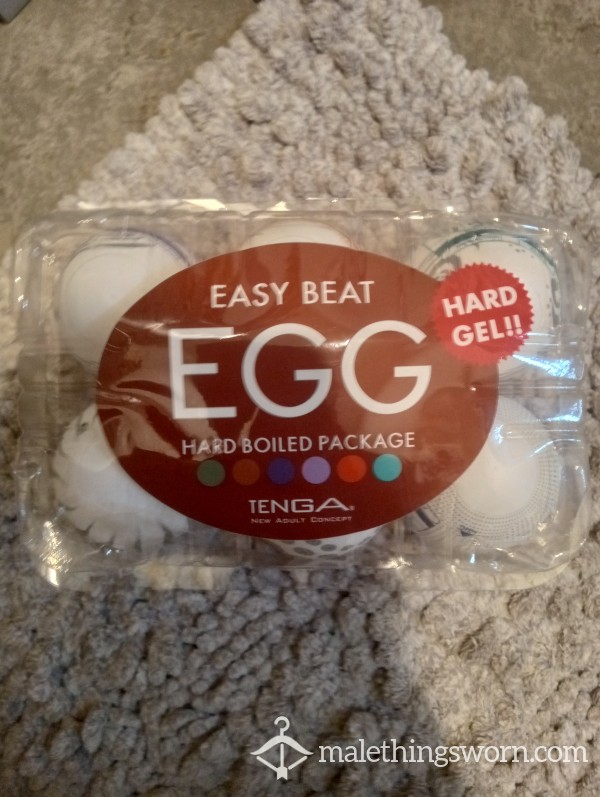 EASY BEAT
EGG
HARD
GEL!!
HARD BOILED PACKAGE
TENGA®
NEW ADULT CONCEPT
malethingsworn.com